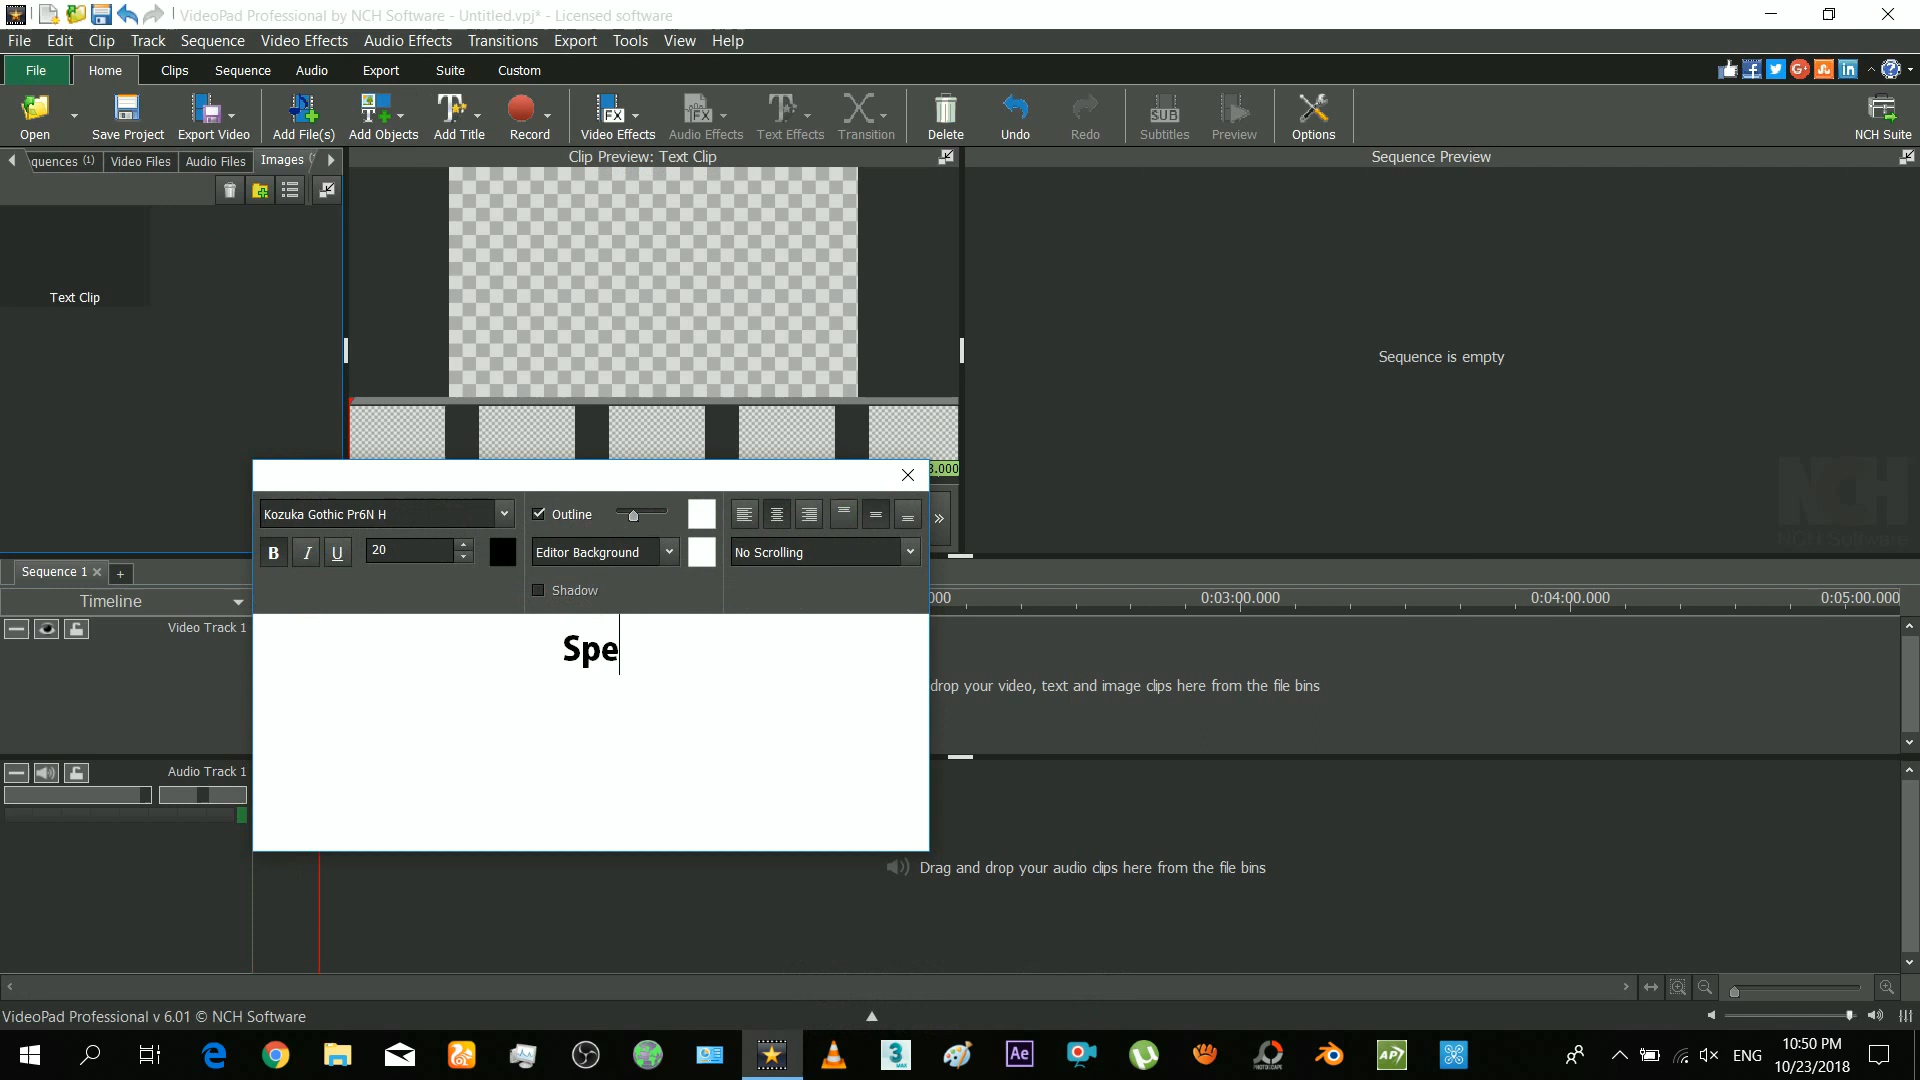 VideoPad Professional by NCH Software - Untitled.vpj* - Licensed software
File Edit Clip Track Sequence Video Effects Audio Effects Transitions Export Tools View Help
File Home Clips Sequence Audio Export Suite Custom
Open Save Project Export Video Add File(s) Add Objects Add Title Record Video Effects Audio Effects Text Effects Transition Delete Undo Redo Subtitles Preview Options NCH Suite
quences (1) Video Files Audio Files Images
Clip Preview: Text Clip
Sequence Preview
Text Clip
Sequence is empty
3.000
Kozuka Gothic Pr6N H
Outline
B I U 20
Editor Background
No Scrolling
Shadow
Spe
NCH
NCH Software
Sequence 1
Timeline
000 0:03:00.000 0:04:00.000 0:05:00.000
Video Track 1
drop your video, text and image clips here from the file bins
Audio Track 1
Drag and drop your audio clips here from the file bins
VideoPad Professional v 6.01 © NCH Software
ENG
10:50 PM
10/23/2018